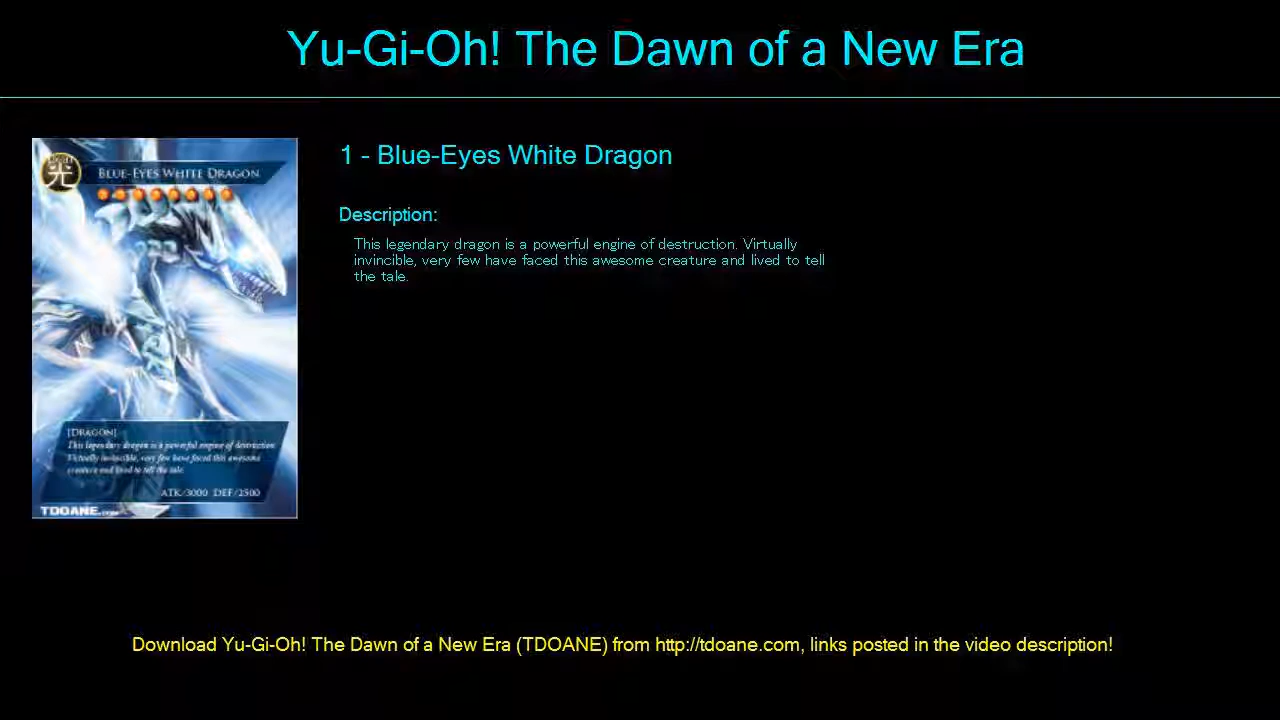 Yu-Gi-Oh! The Dawn of a New Era
光
BLUE-EYES WHITE DRAGON
[DRAGON]
This legendary dragon is a powerful engine of destruction.
Virtually invincible, very few have faced this awesome
creature and lived to tell the tale.
ATK/3000 DEF/2500
TDOANE.com
1 - Blue-Eyes White Dragon
Description:
This legendary dragon is a powerful engine of destruction. Virtually
invincible, very few have faced this awesome creature and lived to tell
the tale.
Download Yu-Gi-Oh! The Dawn of a New Era (TDOANE) from http://tdoane.com, links posted in the video description!